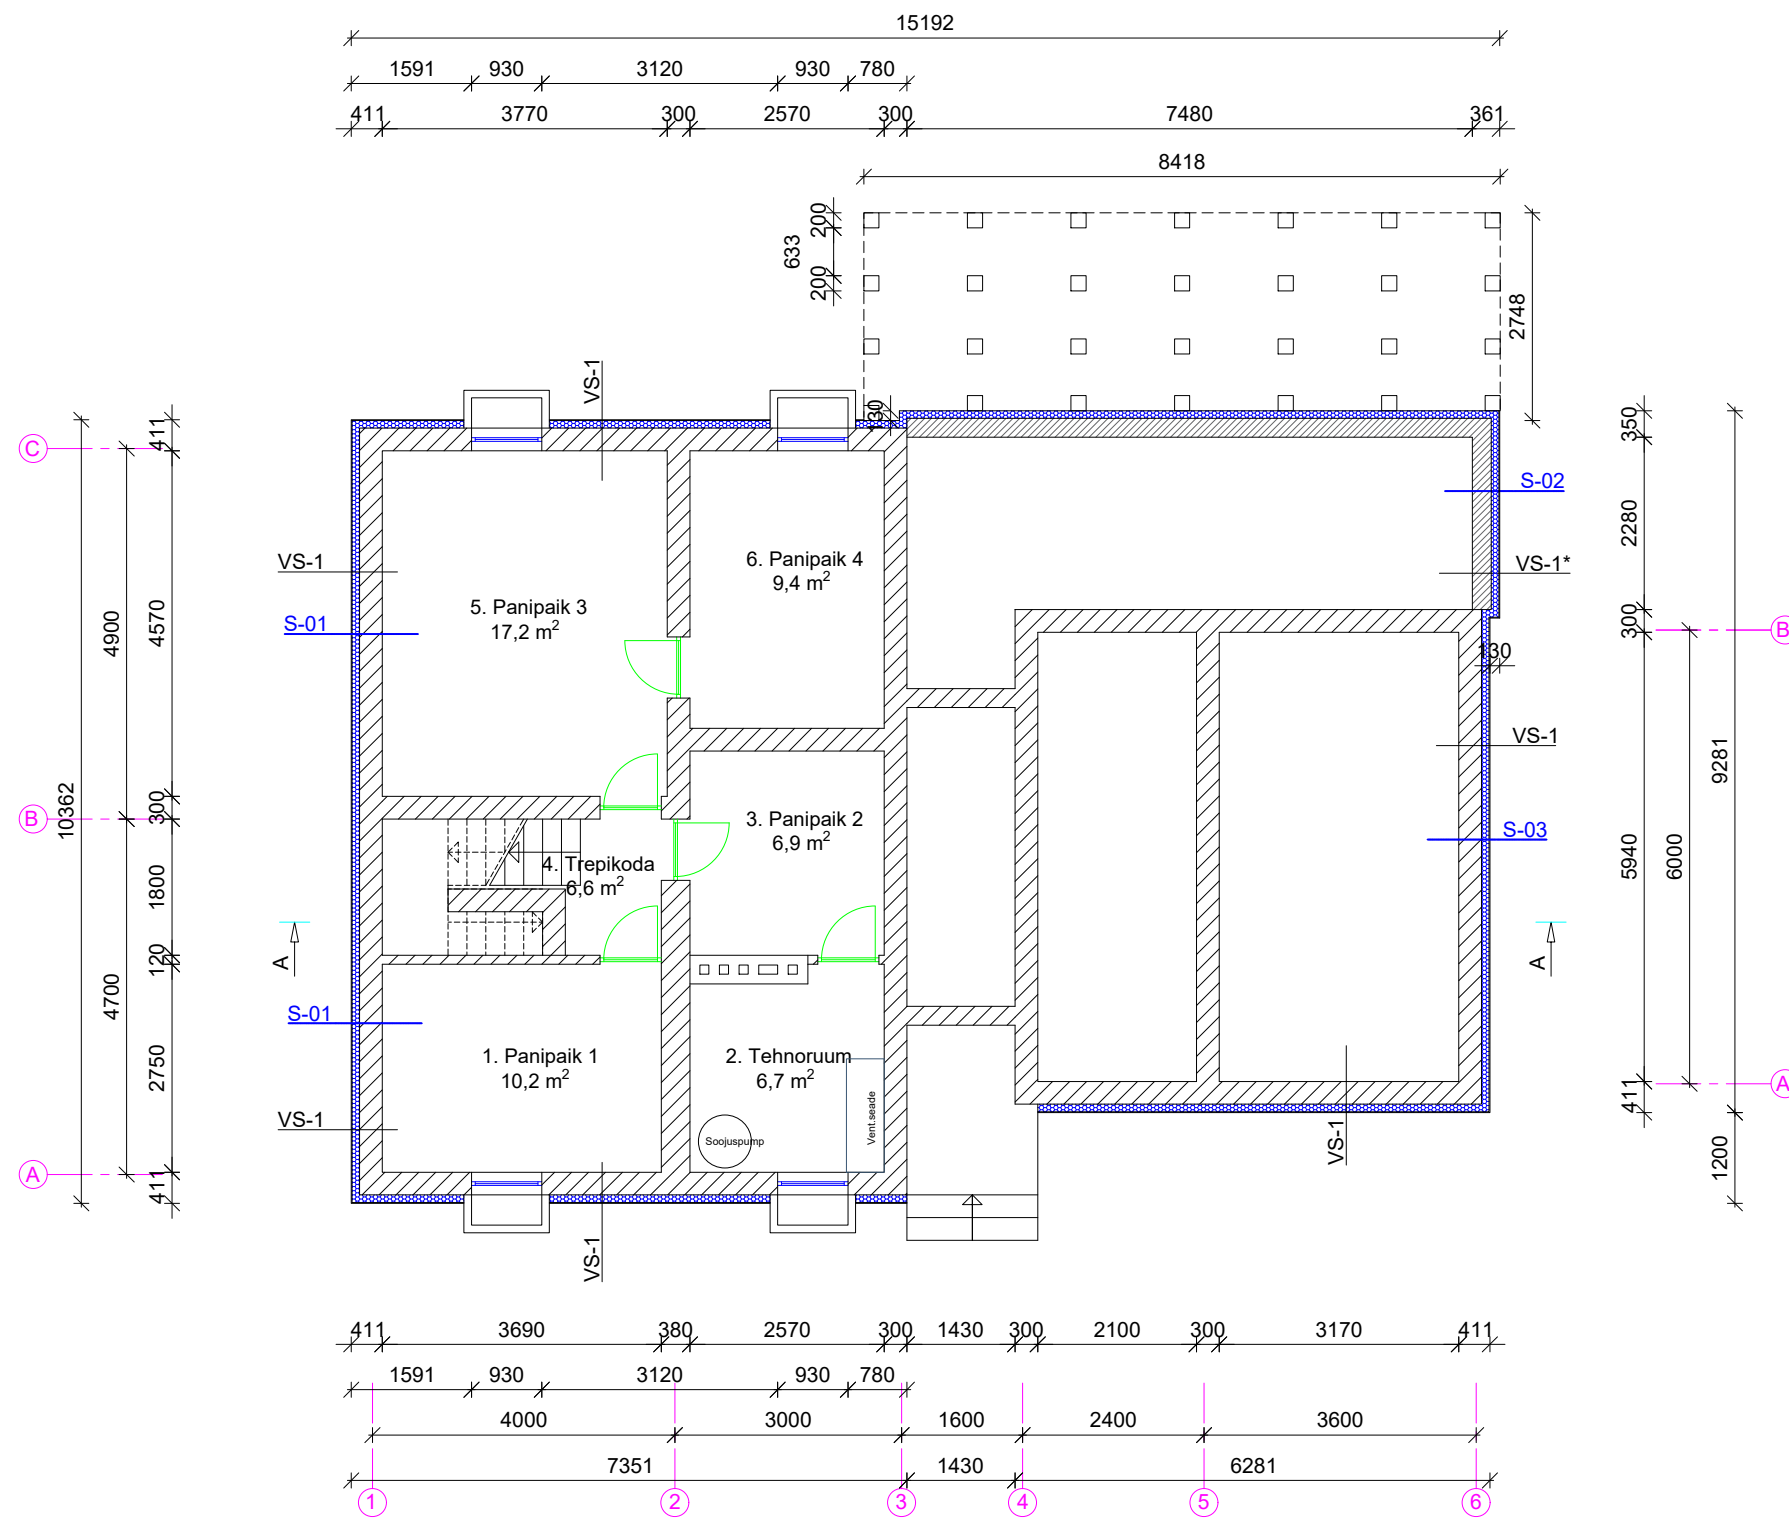 15192
1591 930 3120 930 780
411 3770 300 2570 300 7480 361
8418
200
633
200
2748
130
VS-1
C
B
A
10362
4900
4700
411
4570
300
1800
120
2750
411
VS-1
S-01
S-01
VS-1
A
5. Panipaik 3
17,2 m²
6. Panipaik 4
9,4 m²
3. Panipaik 2
6,9 m²
4. Trepikoda
6,6 m²
1. Panipaik 1
10,2 m²
2. Tehnoruum
6,7 m²
Soojuspump
Vent.seade
VS-1
VS-1
S-02
VS-1*
130
VS-1
S-03
A
350
2280
300
5940
411
6000
9281
1200
B
A
411 3690 380 2570 300 1430 300 2100 300 3170 411
1591 930 3120 930 780
4000 3000 1600 2400 3600
7351 1430 6281
1 2 3 4 5 6